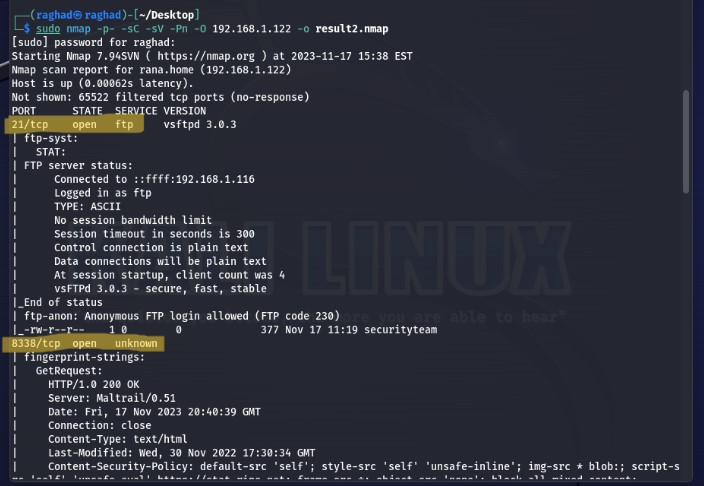 (raghad㉿raghad)-[~/Desktop]
$ sudo nmap -p- -sC -sV -Pn -O 192.168.1.122 -o result2.nmap
[sudo] password for raghad:
Starting Nmap 7.94SVN ( https://nmap.org ) at 2023-11-17 15:38 EST
Nmap scan report for rana.home (192.168.1.122)
Host is up (0.00062s latency).
Not shown: 65522 filtered tcp ports (no-response)
PORT STATE SERVICE VERSION
21/tcp open ftp vsftpd 3.0.3
| ftp-syst:
| STAT:
| FTP server status:
| Connected to ::ffff:192.168.1.116
| Logged in as ftp
| TYPE: ASCII
| No session bandwidth limit
| Session timeout in seconds is 300
| Control connection is plain text
| Data connections will be plain text
| At session startup, client count was 4
| vsFTPd 3.0.3 - secure, fast, stable
|_End of status
| ftp-anon: Anonymous FTP login allowed (FTP code 230)
|_-rw-r--r-- 1 0 0 377 Nov 17 11:19 securityteam
8338/tcp open unknown
| fingerprint-strings:
| GetRequest:
| HTTP/1.0 200 OK
| Server: Maltrail/0.51
| Date: Fri, 17 Nov 2023 20:40:39 GMT
| Connection: close
| Content-Type: text/html
| Last-Modified: Wed, 30 Nov 2022 17:30:34 GMT
| Content-Security-Policy: default-src 'self'; style-src 'self' 'unsafe-inline'; img-src * blob:; script-s
LINUX
you are able to hear"